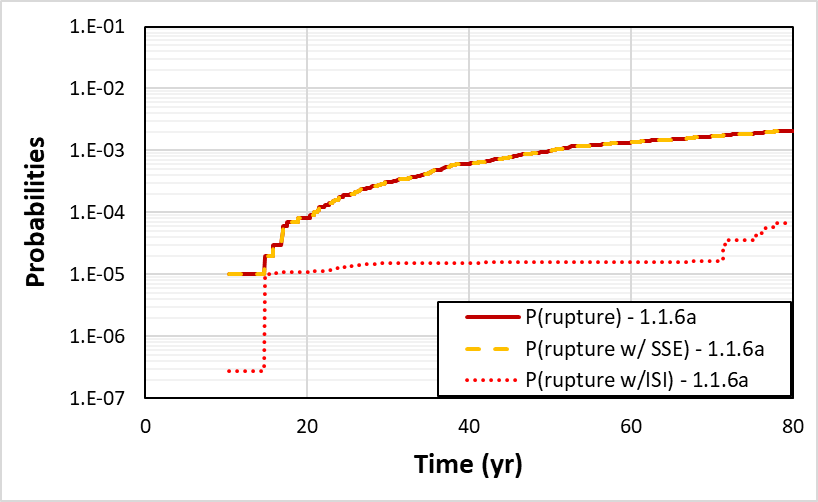 1.E-01
1.E-02
1.E-03
1.E-04
1.E-05
1.E-06
1.E-07
Probabilities
P(rupture) - 1.1.6a
P(rupture w/ SSE) - 1.1.6a
P(rupture w/ISI) - 1.1.6a
0 20 40 60 80
Time (yr)